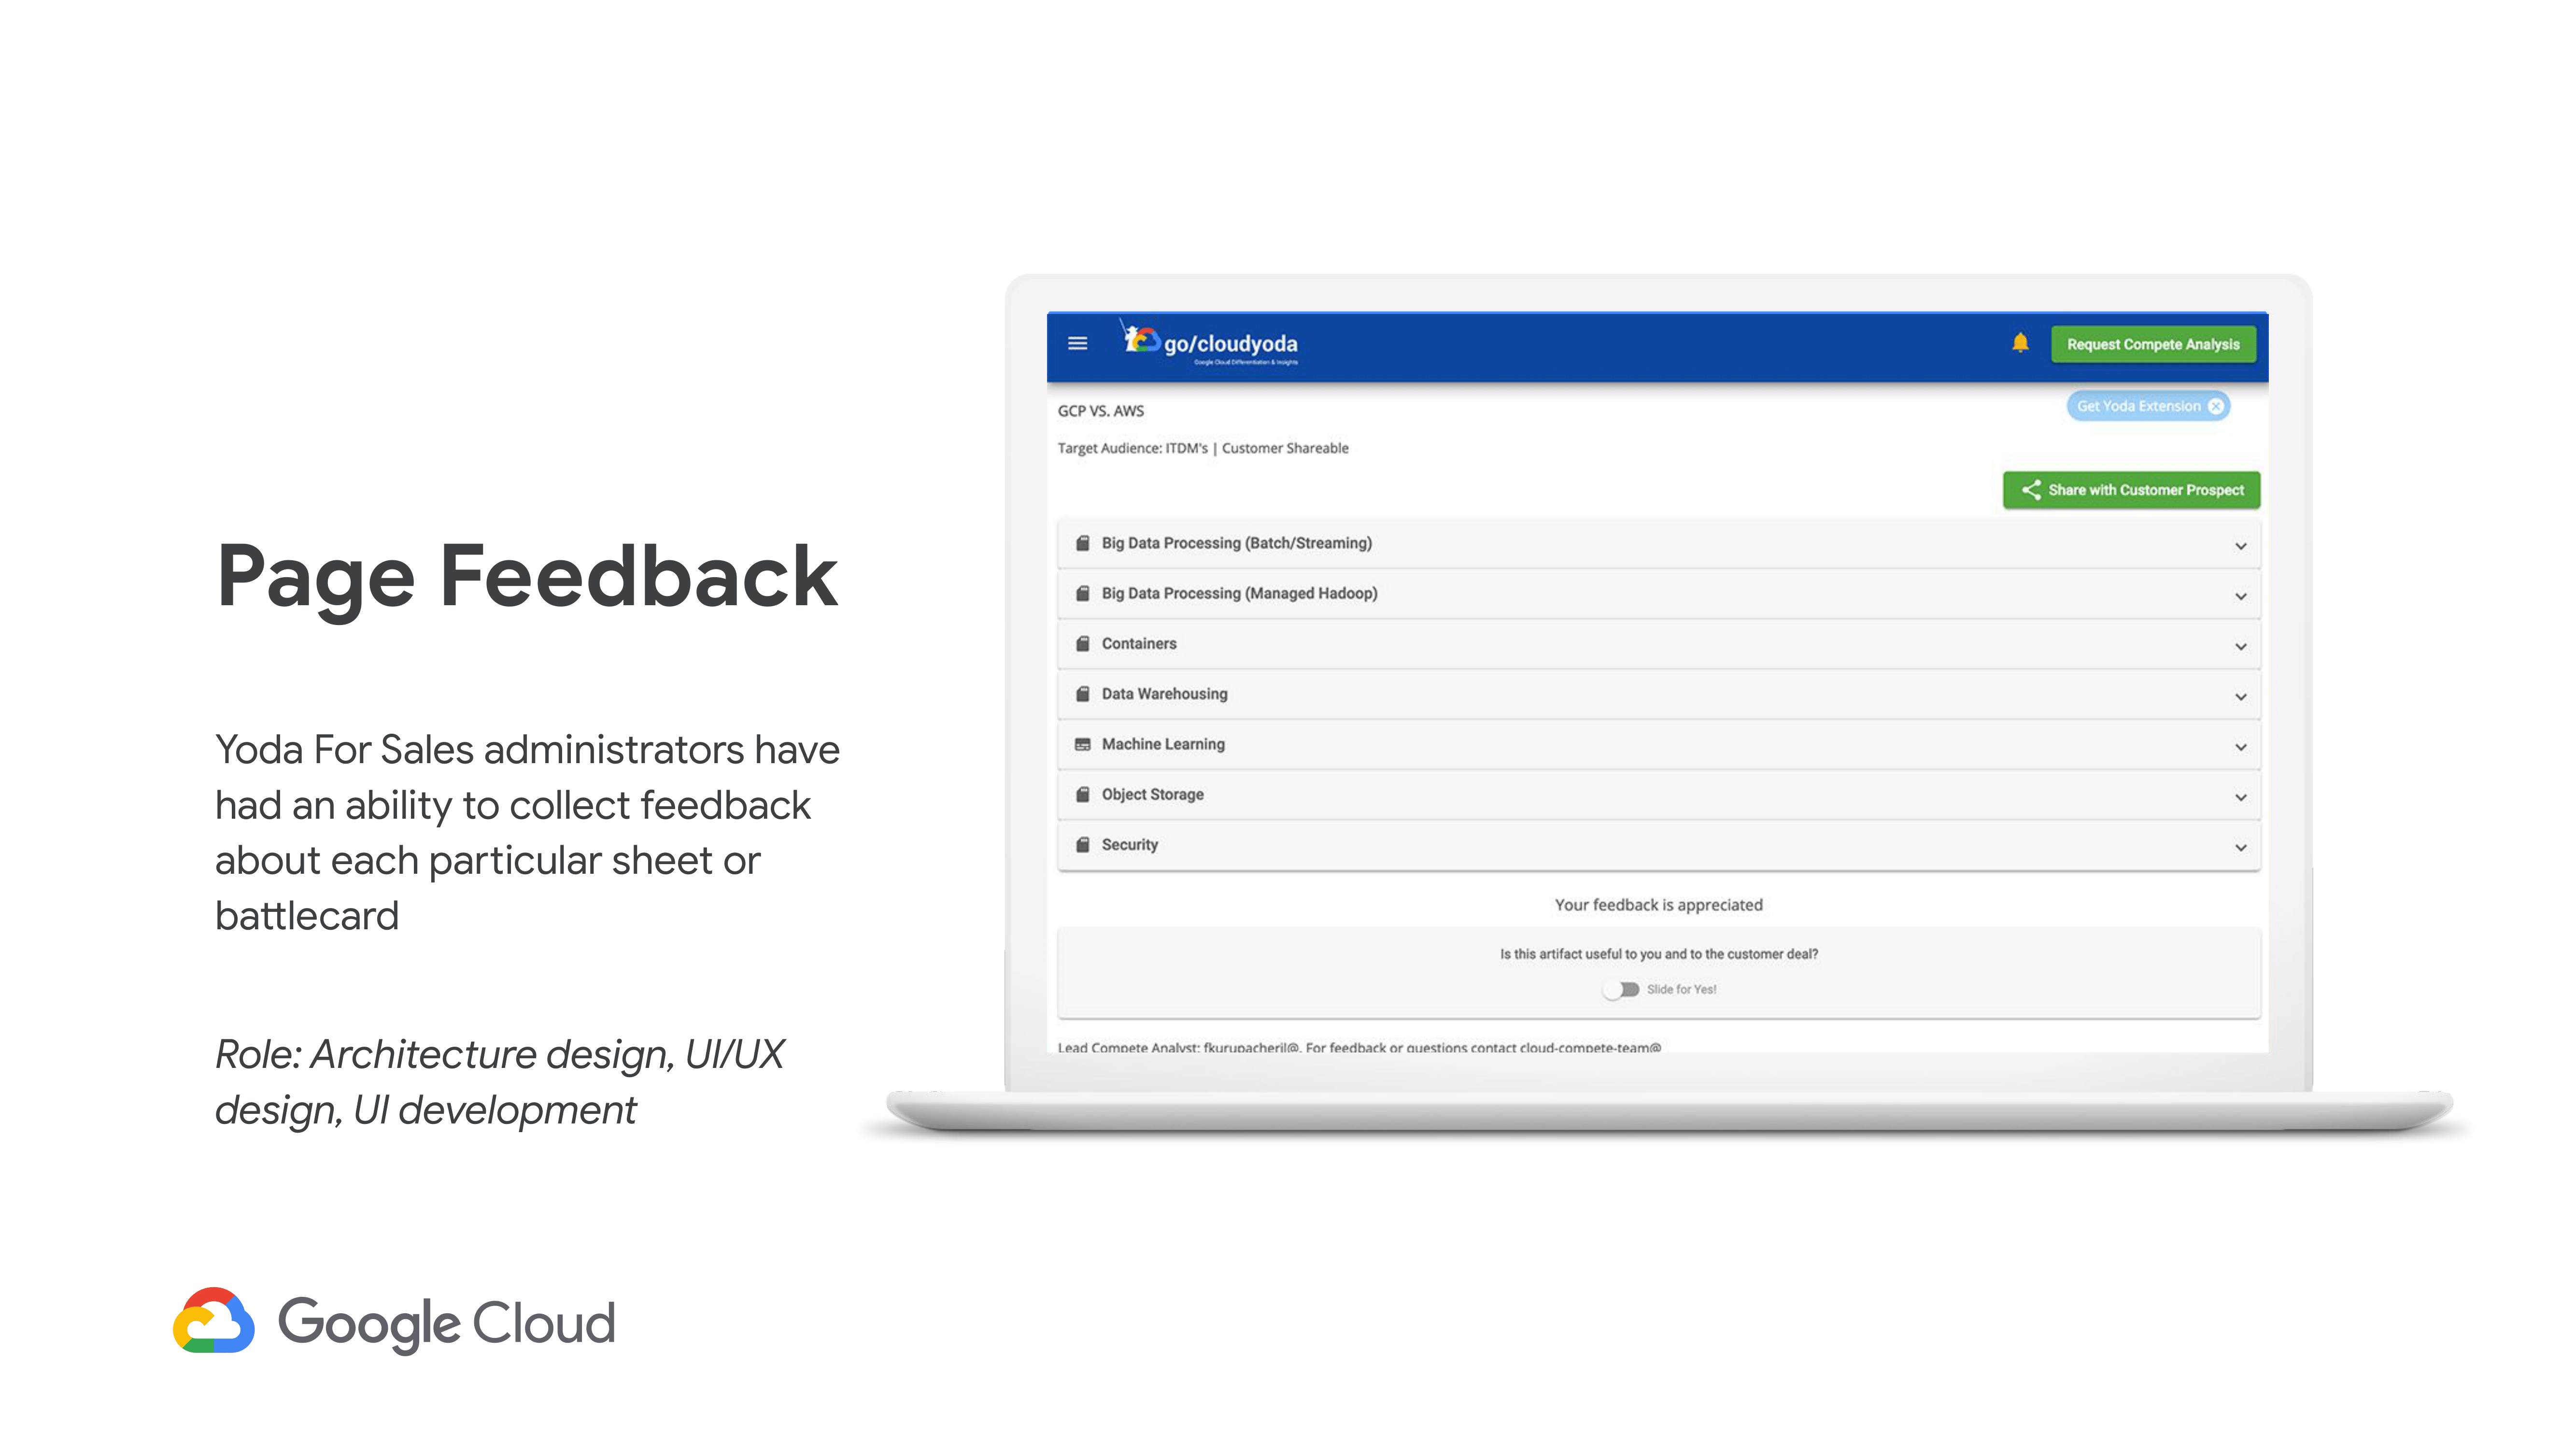 Page Feedback
Yoda For Sales administrators have
had an ability to collect feedback
about each particular sheet or
battlecard
Role: Architecture design, UI/UX
design, UI development
Google Cloud
go/cloudyoda
Google Cloud Differentiation & Insights
Request Compete Analysis
GCP VS. AWS
Get Yoda Extension
Target Audience: ITDM's | Customer Shareable
Share with Customer Prospect
Big Data Processing (Batch/Streaming)
Big Data Processing (Managed Hadoop)
Containers
Data Warehousing
Machine Learning
Object Storage
Security
Your feedback is appreciated
Is this artifact useful to you and to the customer deal?
Slide for Yes!
Lead Compete Analyst: fkurupacheril@. For feedback or questions contact cloud-compete-team@